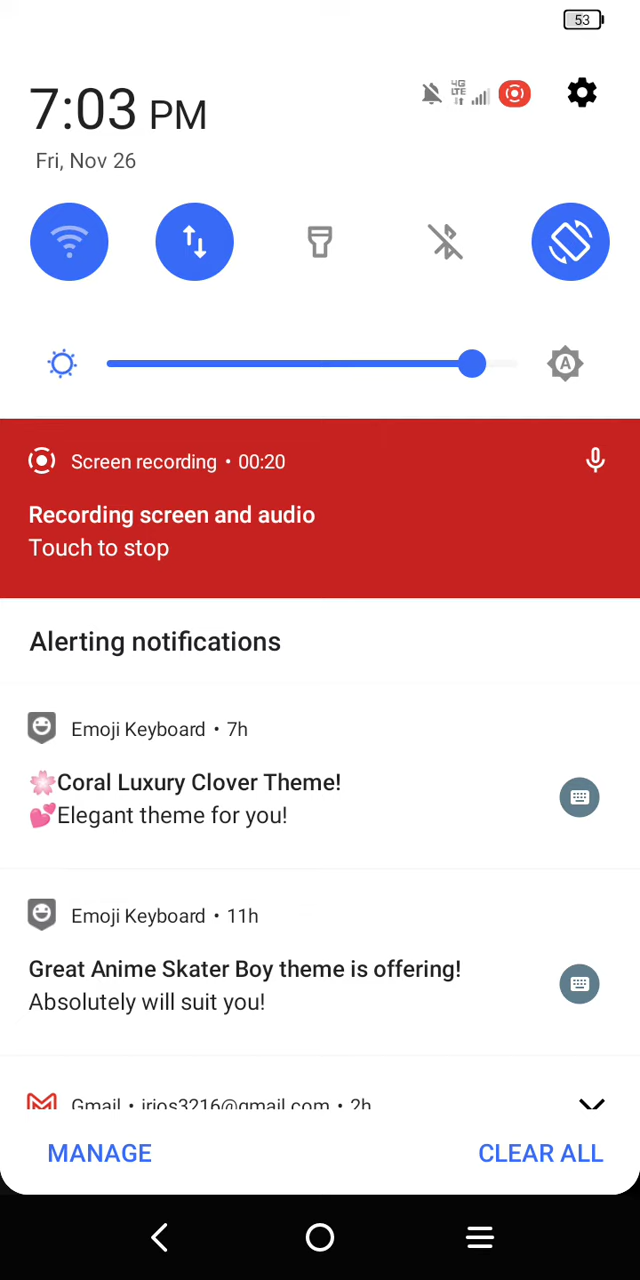 53
7:03 PM
4G
LTE
Fri, Nov 26
A
Screen recording • 00:20
Recording screen and audio
Touch to stop
Alerting notifications
Emoji Keyboard • 7h
🌸Coral Luxury Clover Theme!
💕Elegant theme for you!
Emoji Keyboard • 11h
Great Anime Skater Boy theme is offering!
Absolutely will suit you!
Gmail • irios3216@gmail.com • 2h
MANAGE
CLEAR ALL